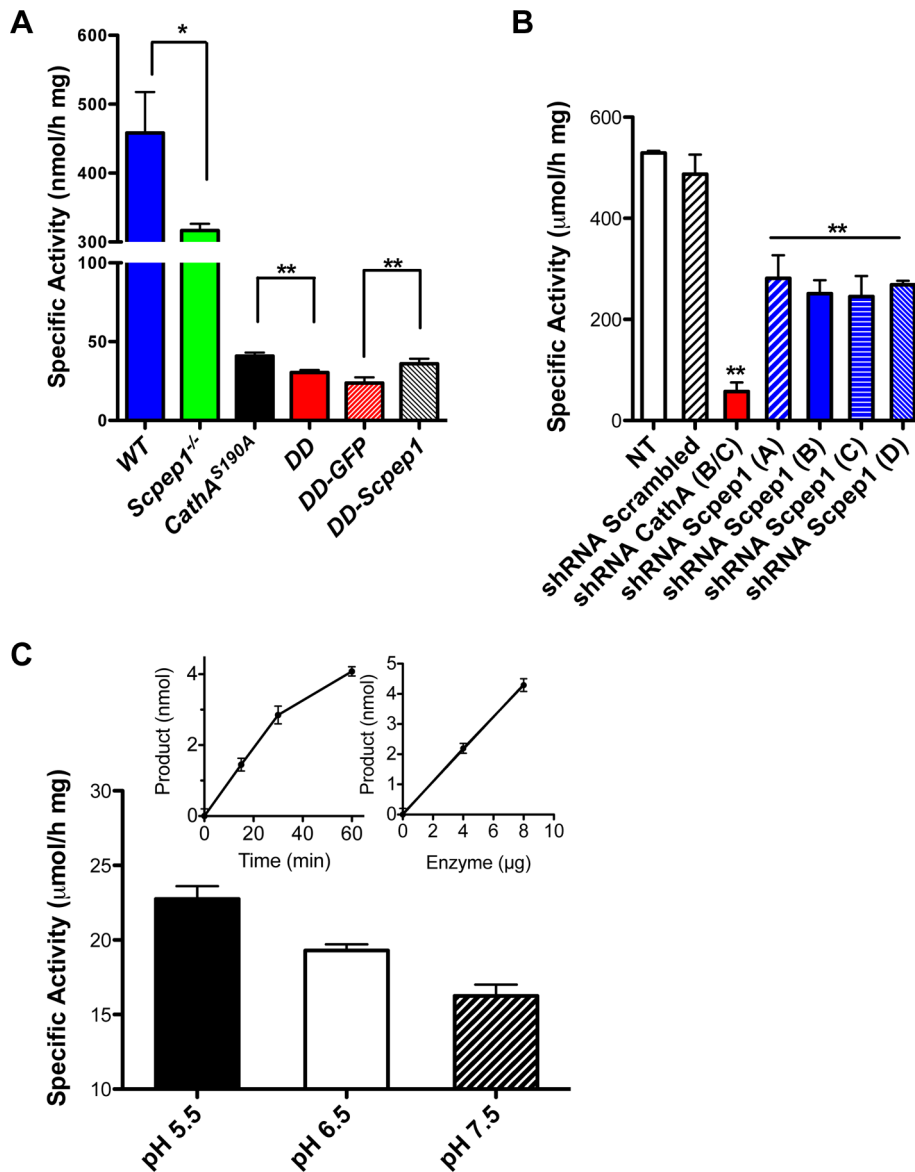 A
Specific Activity (nmol/h mg)
600
500
400
300
100
50
0
*
**
**
WT
Scpep1-/-
CathAS190A
DD
DD-GFP
DD-Scpep1
B
Specific Activity (μmol/h mg)
600
400
200
0
**
**
NT
shRNA Scrambled
shRNA CathA (B/C)
shRNA Scpep1 (A)
shRNA Scpep1 (B)
shRNA Scpep1 (C)
shRNA Scpep1 (D)
C
Specific Activity (μmol/h mg)
30
25
20
15
10
pH 5.5
pH 6.5
pH 7.5
Product (nmol)
4
2
0
0 20 40 60
Time (min)
Product (nmol)
5
4
3
2
1
0
0 2 4 6 8 10
Enzyme (μg)